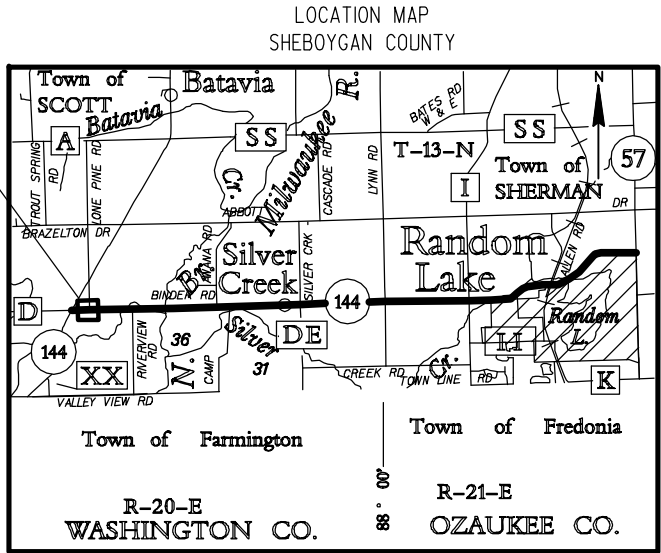 LOCATION MAP
SHEBOYGAN COUNTY
Town of
SCOTT
Batavia
Batavia
A
SS
Milwaukee
R.
BATES RD
W & E
SS
N
T-13-N
57
TROUT SPRING
RD
LONE PINE RD
Cr.
CASCADE RD
LYNN RD
I
Town of
SHERMAN
DR
ABBOTT
BRAZELTON DR
Br.
Silver
Creek
SILVER CRK
Random
Lake
ALLEN RD
BINDER RD
D
144
144
RIVERVIEW
RD
36
Silver
31
DE
Random
L.
XX
N.
CAMP
Cr.
CREEK RD
TOWN LINE
RD
K
VALLEY VIEW RD
Town of Farmington
Town of Fredonia
88° 00'
R-20-E
R-21-E
WASHINGTON CO.
OZAUKEE CO.